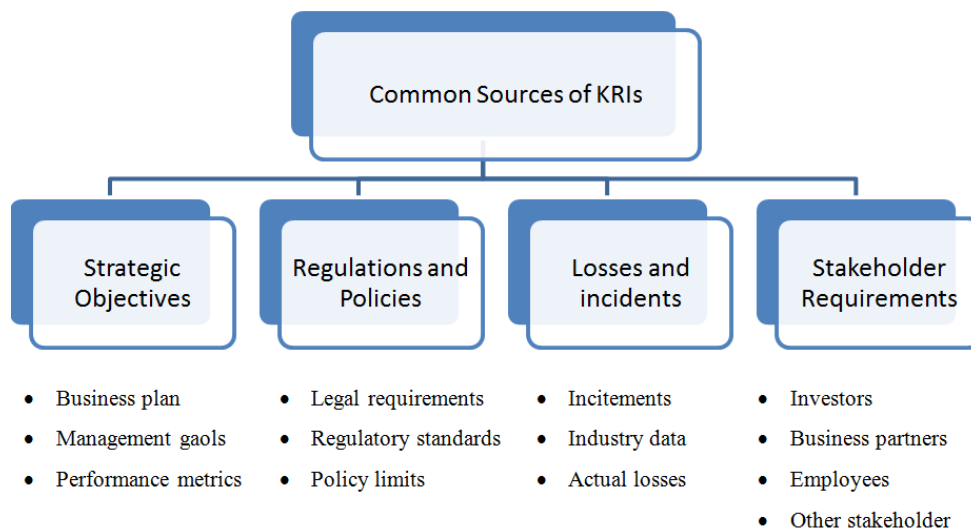 Common Sources of KRIs
Strategic
Objectives
Regulations and
Policies
Losses and
incidents
Stakeholder
Requirements
• Business plan
• Management gaols
• Performance metrics
• Legal requirements
• Regulatory standards
• Policy limits
• Incitements
• Industry data
• Actual losses
• Investors
• Business partners
• Employees
• Other stakeholder